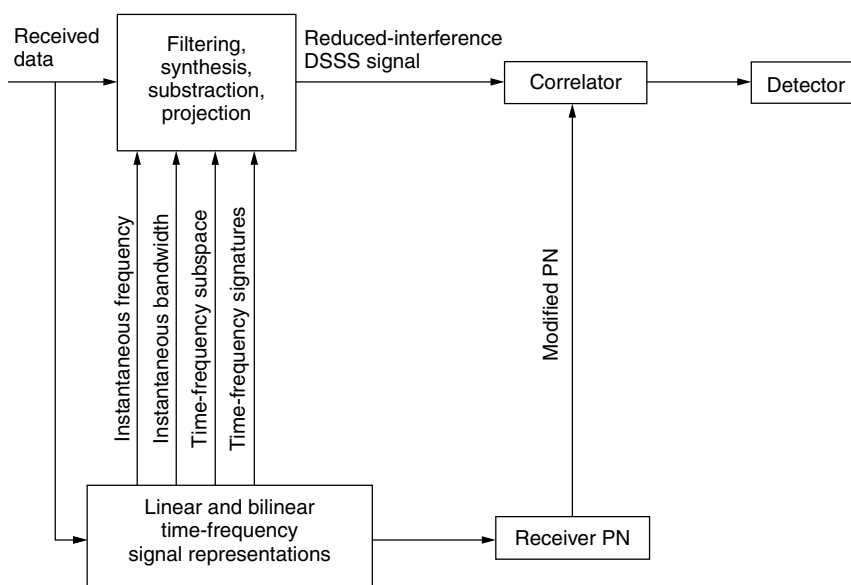 Received
data
Filtering,
synthesis,
substraction,
projection
Reduced-interference
DSSS signal
Correlator
Detector
Instantaneous frequency
Instantaneous bandwidth
Time-frequency subspace
Time-frequency signatures
Modified PN
Linear and bilinear
time-frequency
signal representations
Receiver PN